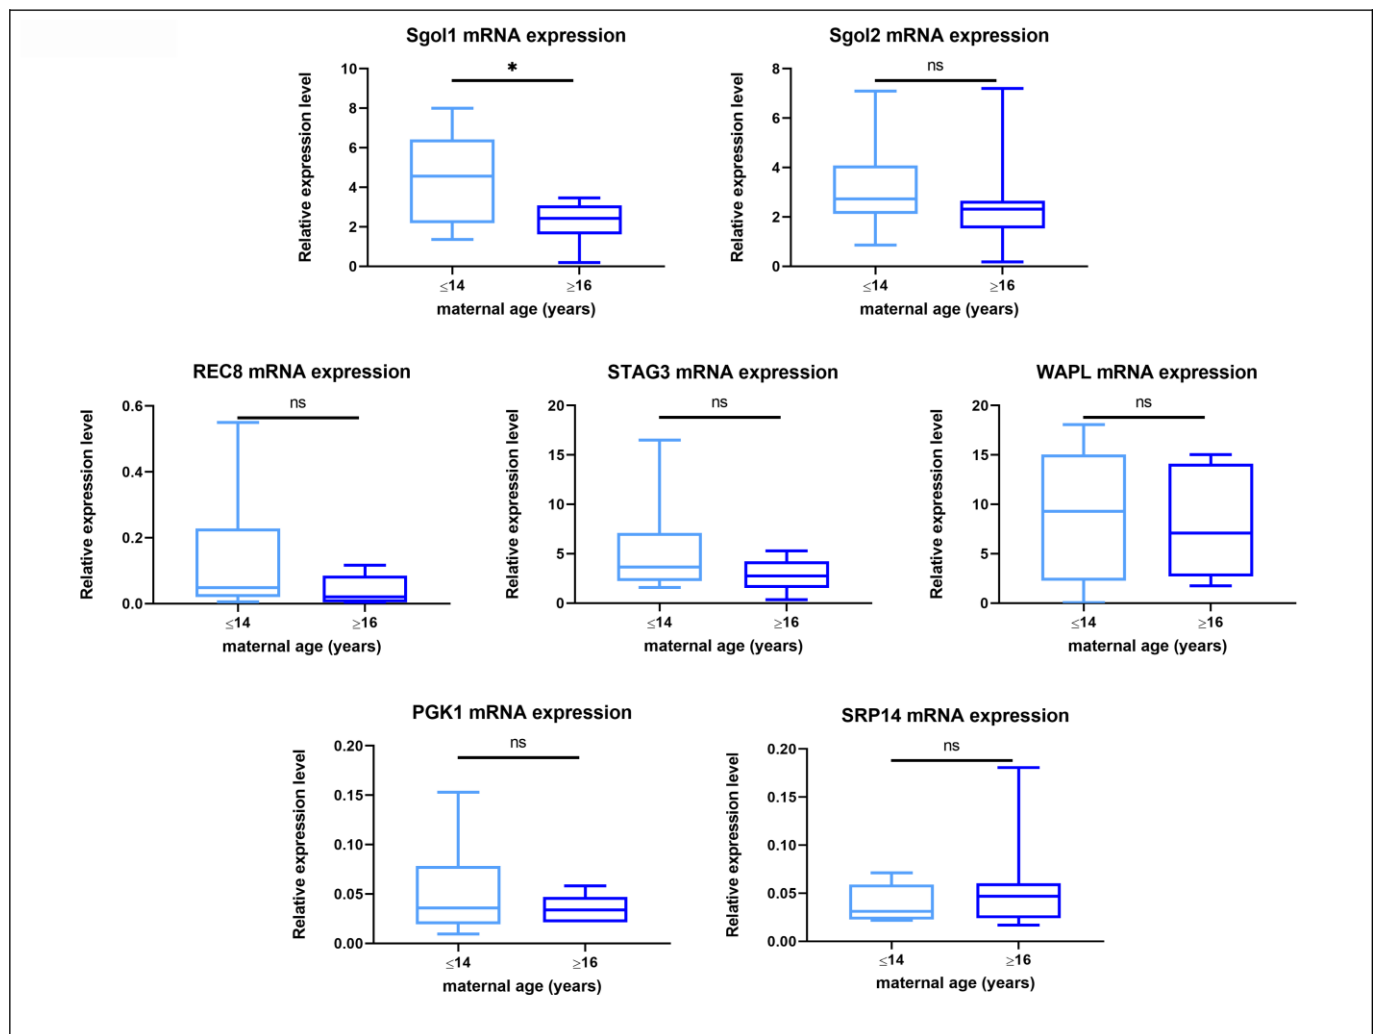 Sgol1 mRNA expression
Relative expression level
10
8
6
4
2
0
*
≤14
≥16
maternal age (years)
Sgol2 mRNA expression
Relative expression level
8
6
4
2
0
ns
≤14
≥16
maternal age (years)
REC8 mRNA expression
Relative expression level
0.6
0.4
0.2
0.0
ns
≤14
≥16
maternal age (years)
STAG3 mRNA expression
Relative expression level
20
15
10
5
0
ns
≤14
≥16
maternal age (years)
WAPL mRNA expression
Relative expression level
20
15
10
5
0
ns
≤14
≥16
maternal age (years)
PGK1 mRNA expression
Relative expression level
0.20
0.15
0.10
0.05
0.00
ns
≤14
≥16
maternal age (years)
SRP14 mRNA expression
Relative expression level
0.20
0.15
0.10
0.05
0.00
ns
≤14
≥16
maternal age (years)